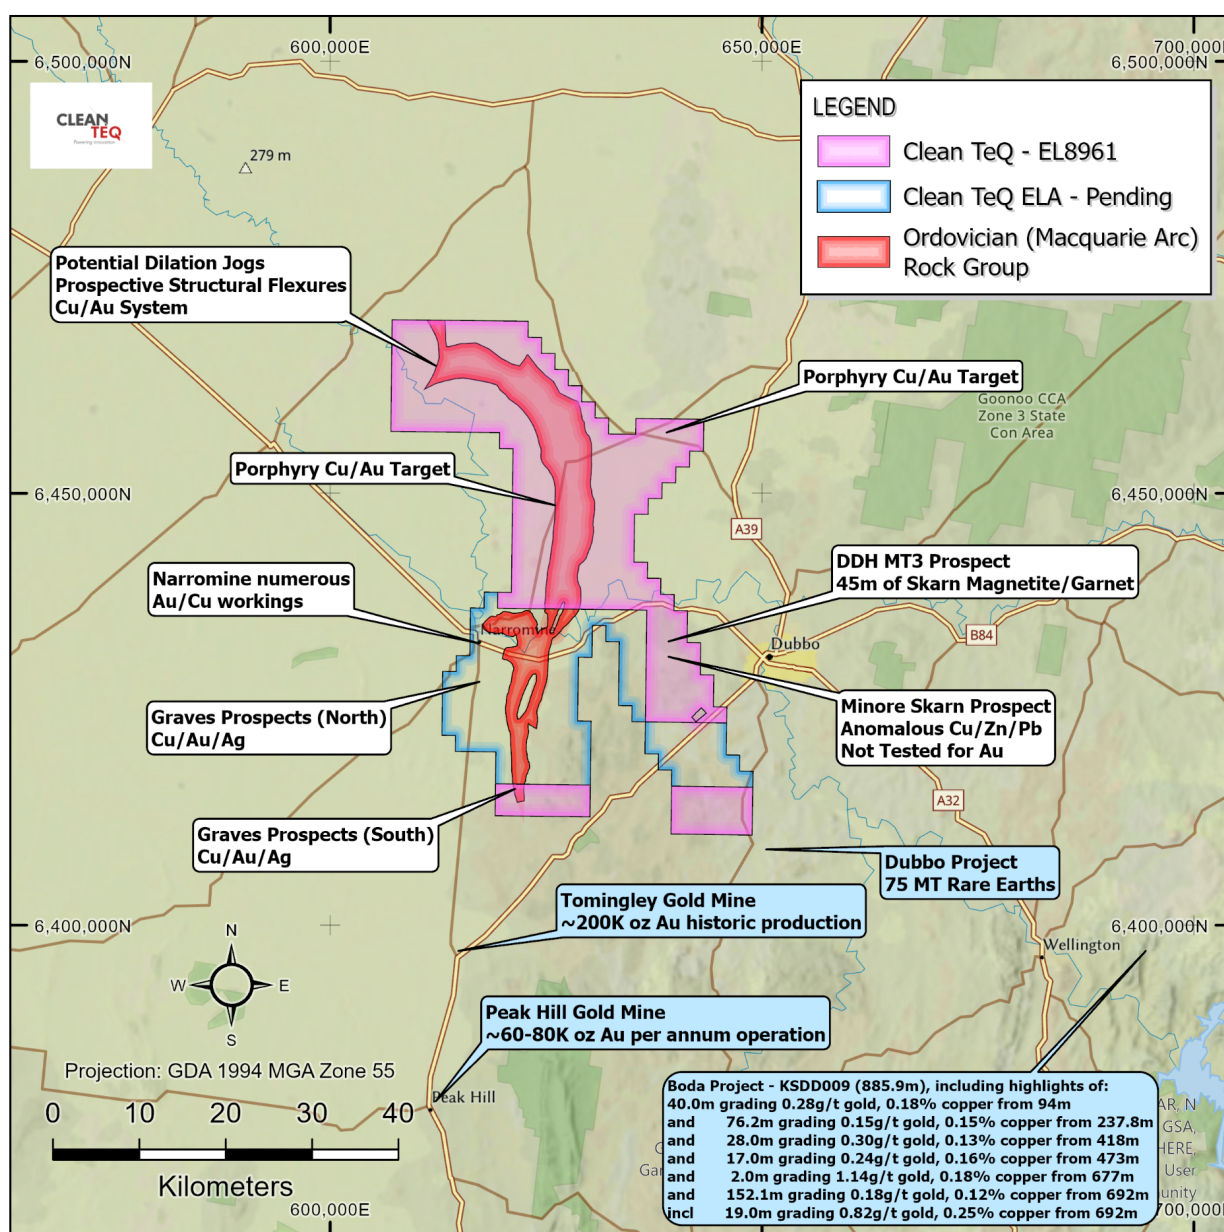 600,000E
650,000E
700,000
6,500,000N
6,500,000N
CLEAN
TEQ
Powering innovation
279 m
LEGEND
Clean TeQ - EL8961
Clean TeQ ELA - Pending
Ordovician (Macquarie Arc)
Rock Group
Potential Dilation Jogs
Prospective Structural Flexures
Cu/Au System
Porphyry Cu/Au Target
Goonoo CCA
Zone 3 State
Con Area
Porphyry Cu/Au Target
6,450,000N
6,450,000N
A39
DDH MT3 Prospect
45m of Skarn Magnetite/Garnet
Narromine numerous
Au/Cu workings
Narromine
B84
Dubbo
Graves Prospects (North)
Cu/Au/Ag
Minore Skarn Prospect
Anomalous Cu/Zn/Pb
Not Tested for Au
A32
Graves Prospects (South)
Cu/Au/Ag
Dubbo Project
75 MT Rare Earths
Tomingley Gold Mine
~200K oz Au historic production
6,400,000N
6,400,000N
Wellington
N
W
E
S
Peak Hill Gold Mine
~60-80K oz Au per annum operation
Projection: GDA 1994 MGA Zone 55
0 10 20 30 40
Kilometers
Peak Hill
Boda Project - KSDD009 (885.9m), including highlights of:
40.0m grading 0.28g/t gold, 0.18% copper from 94m
and 76.2m grading 0.15g/t gold, 0.15% copper from 237.8m
and 28.0m grading 0.30g/t gold, 0.13% copper from 418m
and 17.0m grading 0.24g/t gold, 0.16% copper from 473m
and 2.0m grading 1.14g/t gold, 0.18% copper from 677m
and 152.1m grading 0.18g/t gold, 0.12% copper from 692m
incl 19.0m grading 0.82g/t gold, 0.25% copper from 692m
AR, N
GSA,
HERE,
User
600,000E
700,000